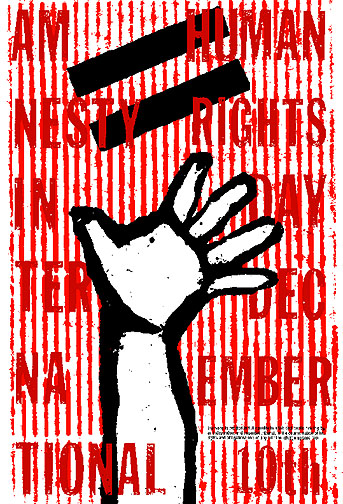 AM HUMAN
NESTY RIGHTS
IN DAY
TER DEC
NA EMBER
TIONAL 10th